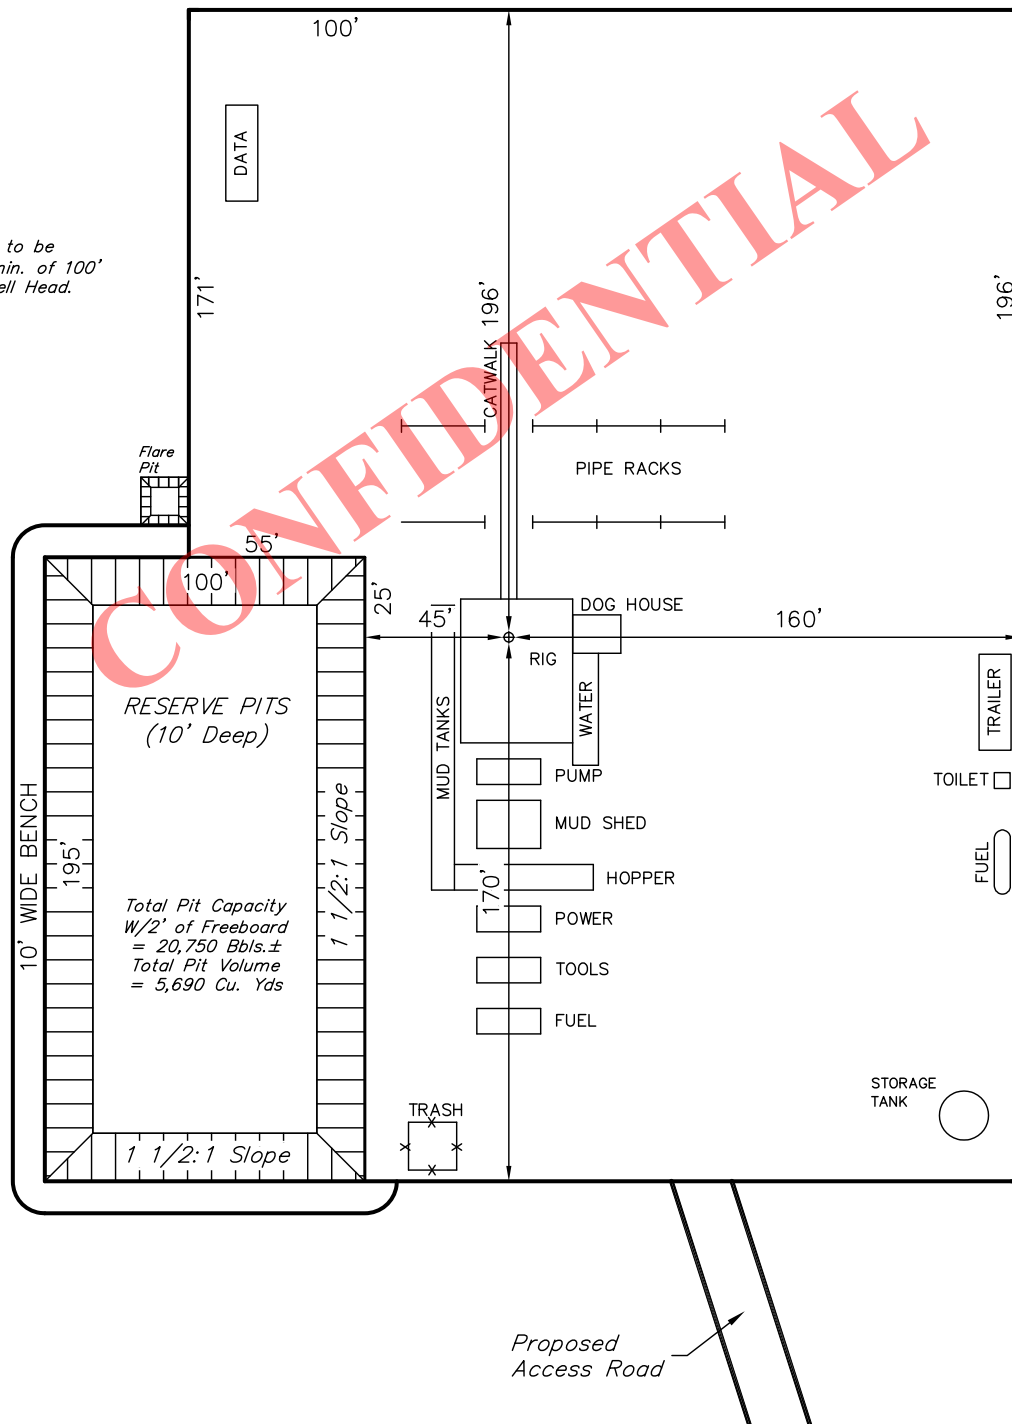 100'
DATA
to be
min. of 100'
ell Head.
171'
196'
196'
CATWALK
CONFIDENTIAL
Flare
Pit
PIPE RACKS
55'
100'
25'
45'
DOG HOUSE
160'
RIG
RESERVE PITS
(10' Deep)
MUD TANKS
WATER
TRAILER
PUMP
TOILET
MUD SHED
10' WIDE BENCH
195'
1 1/2:1 Slope
FUEL
HOPPER
170'
Total Pit Capacity
W/2' of Freeboard
= 20,750 Bbls.±
Total Pit Volume
= 5,690 Cu. Yds
POWER
TOOLS
FUEL
STORAGE
TANK
TRASH
1 1/2:1 Slope
Proposed
Access Road